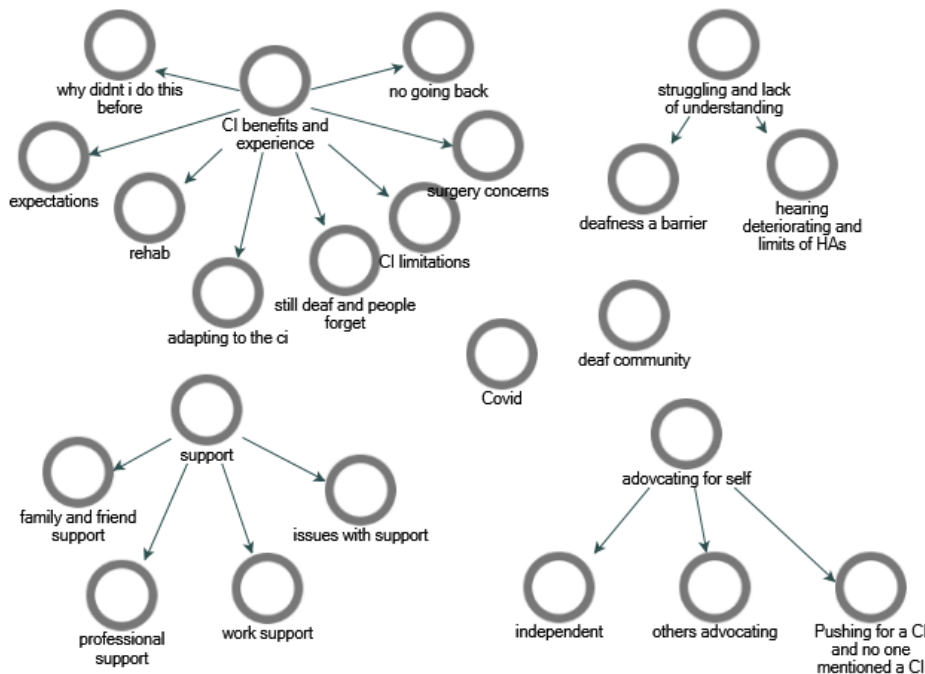 why didnt i do this
before
CI benefits and
experience
no going back
struggling and lack
of understanding
expectations
rehab
surgery concerns
CI limitations
adapting to the ci
still deaf and people
forget
deafness a barrier
hearing
deteriorating and
limits of HAs
Covid
deaf community
support
family and friend
support
professional
support
work support
issues with support
adovcating for self
independent
others advocating
Pushing for a CI
and no one
mentioned a CI